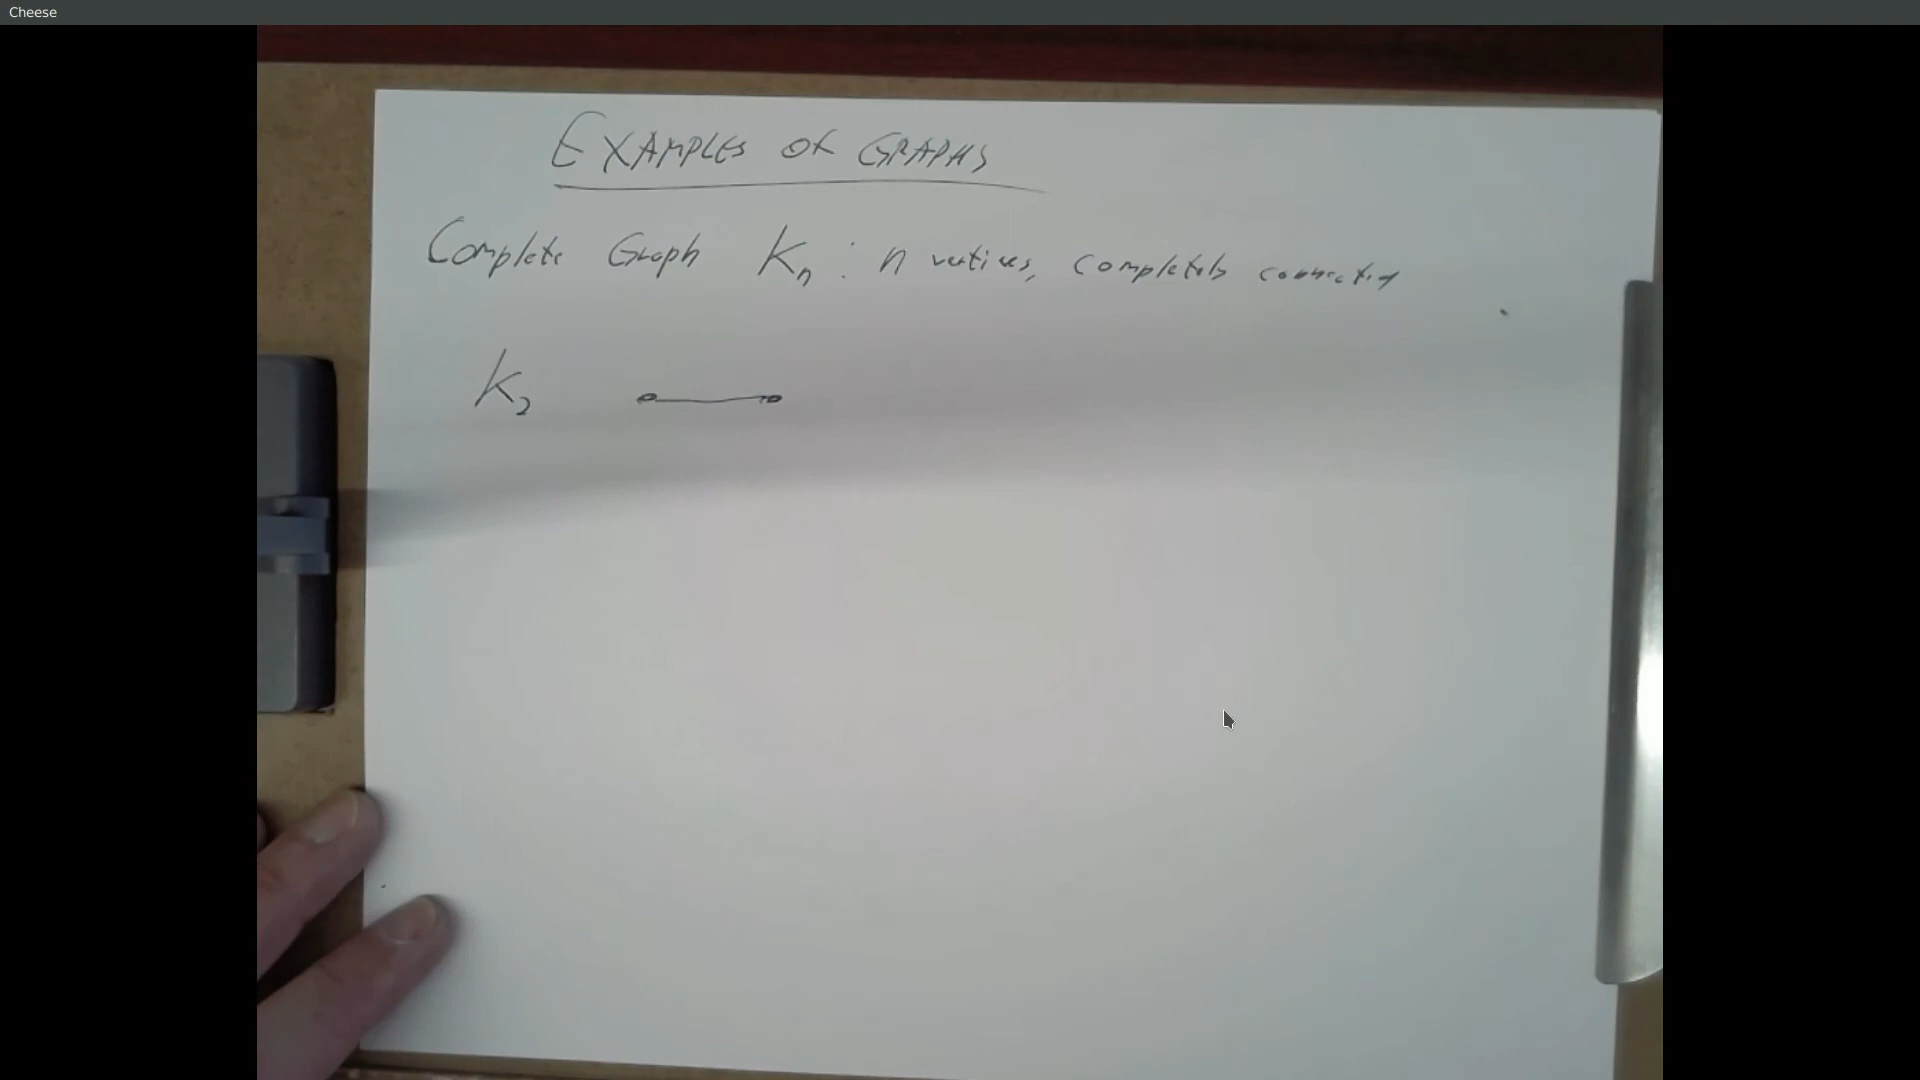 Cheese
EXAMPLES OF GRAPHS
Complete Graph Kn : n vertices, completely connected
K2